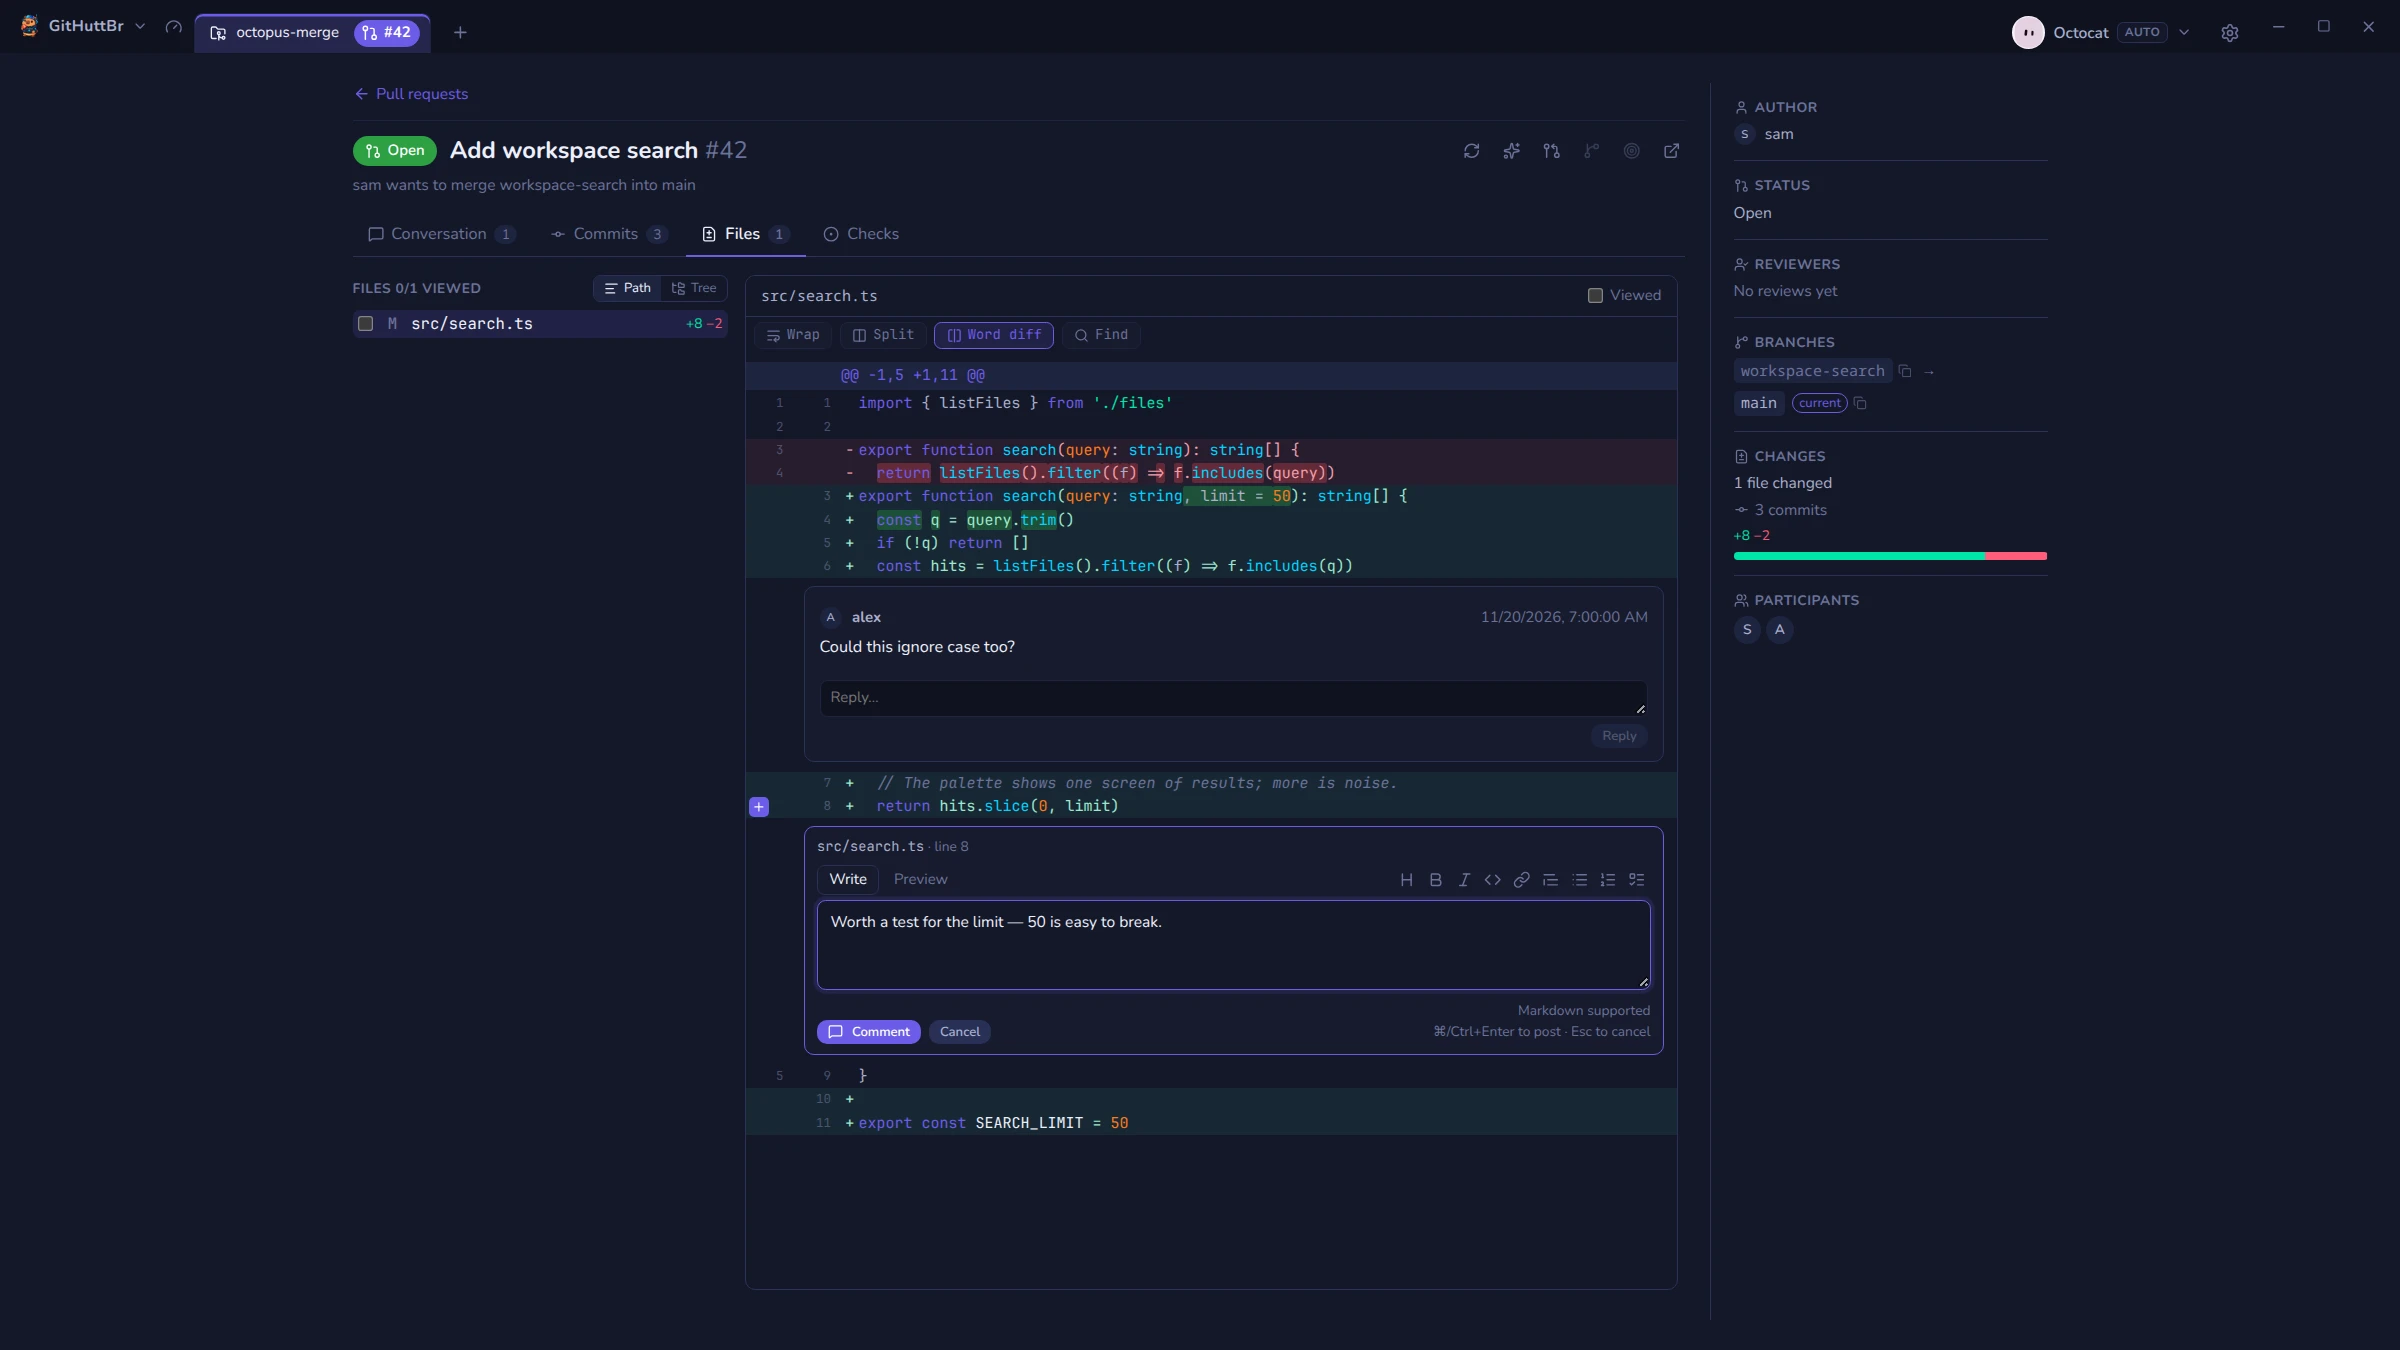 GitHuttBr
octopus-merge #42
Octocat AUTO
Pull requests
Open Add workspace search #42
sam wants to merge workspace-search into main
Conversation 1 Commits 3 Files 1 Checks
FILES 0/1 VIEWED Path Tree
M src/search.ts +8 −2
src/search.ts Viewed
Wrap Split Word diff Find
@@ -1,5 +1,11 @@
1 1 import { listFiles } from './files'
2 2
3 -export function search(query: string): string[] {
4 - return listFiles().filter((f) => f.includes(query))
3 +export function search(query: string, limit = 50): string[] {
4 + const q = query.trim()
5 + if (!q) return []
6 + const hits = listFiles().filter((f) => f.includes(q))
A alex 11/20/2026, 7:00:00 AM
Could this ignore case too?
Reply...
Reply
7 + // The palette shows one screen of results; more is noise.
+ 8 + return hits.slice(0, limit)
src/search.ts · line 8
Write Preview
Worth a test for the limit — 50 is easy to break.
Markdown supported
Comment Cancel ⌘/Ctrl+Enter to post · Esc to cancel
5 9 }
10 +
11 +export const SEARCH_LIMIT = 50
AUTHOR
S sam
STATUS
Open
REVIEWERS
No reviews yet
BRANCHES
workspace-search →
main current
CHANGES
1 file changed
3 commits
+8 −2
PARTICIPANTS
S A